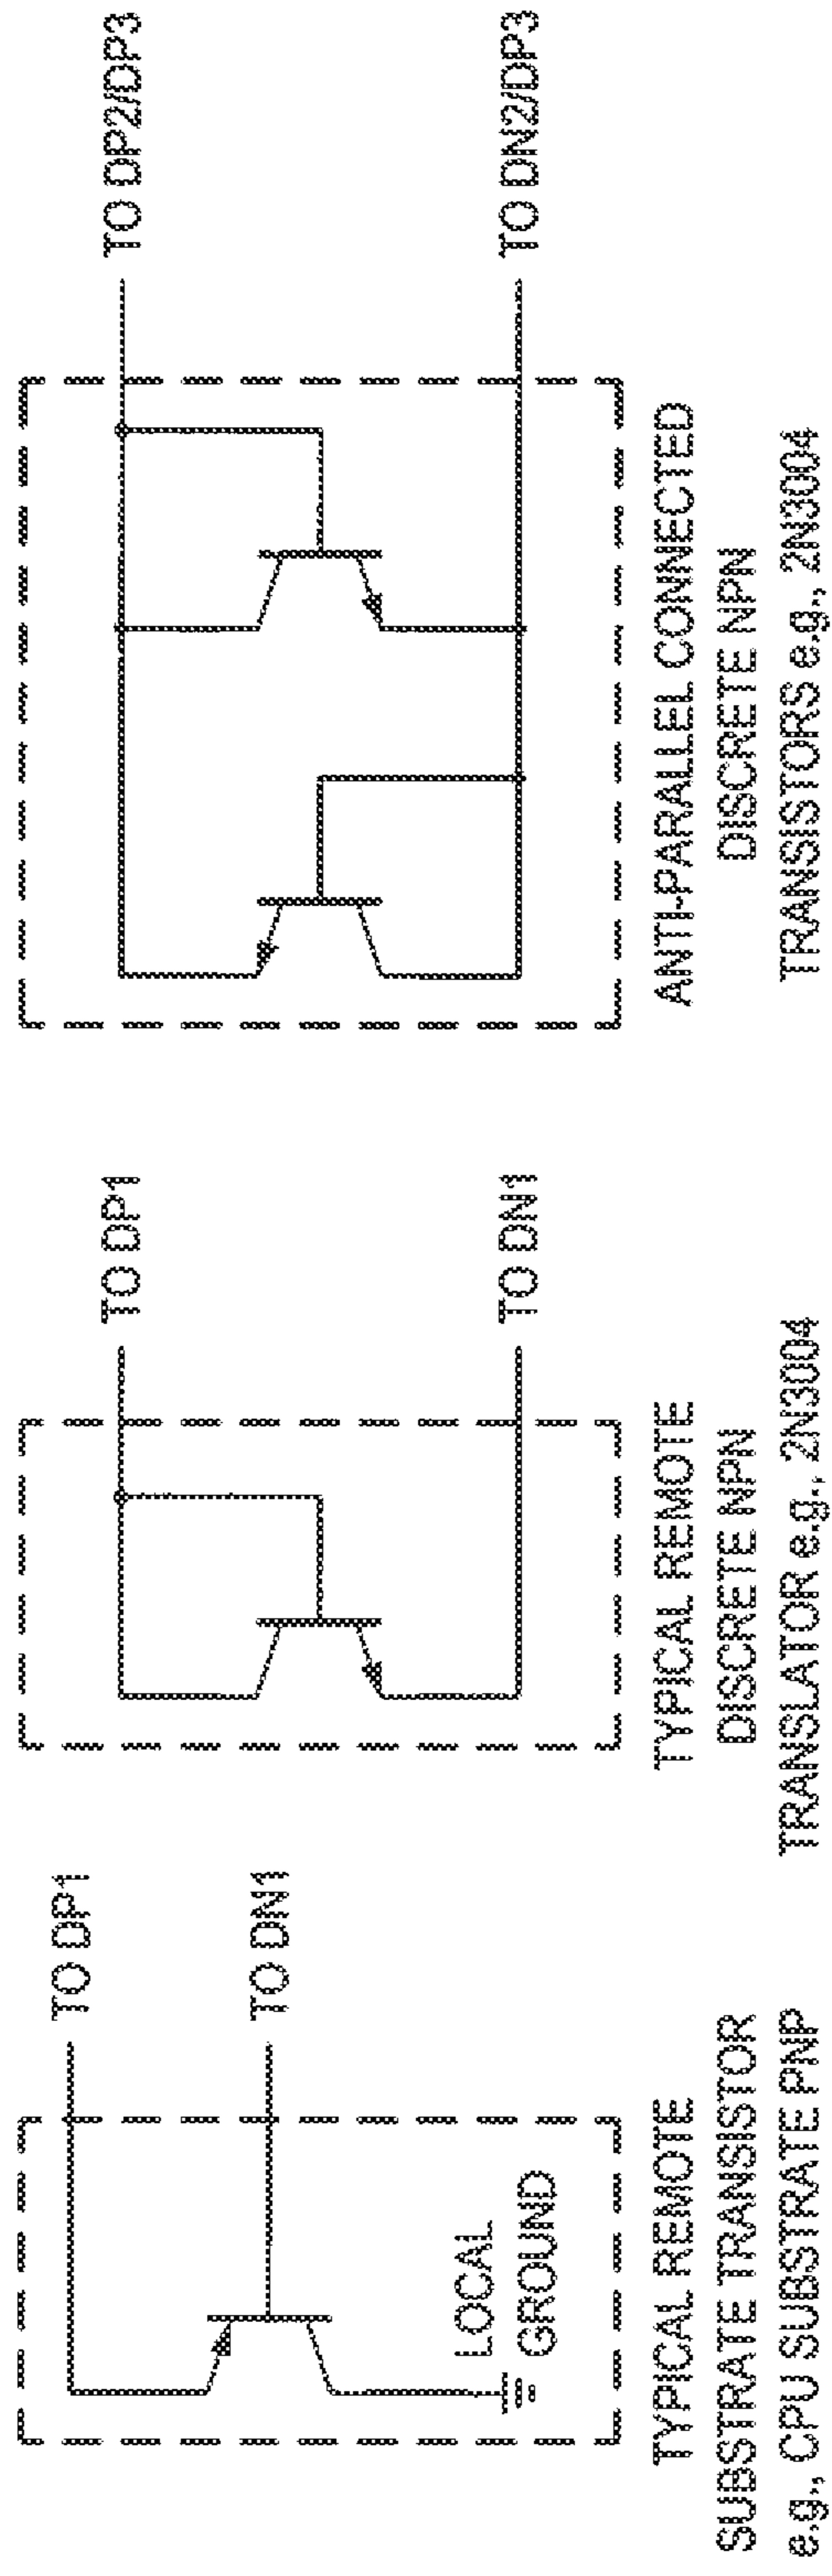 TO DP1
TO DN1
LOCAL
GROUND
TYPICAL REMOTE
SUBSTRATE TRANSISTOR
e.g., CPU SUBSTRATE PNP
TO DP1
TO DN1
TYPICAL REMOTE
DISCRETE NPN
TRANSLATOR e.g., 2N3004
TO DP2/DP3
TO DN2/DP3
ANTI-PARALLEL CONNECTED
DISCRETE NPN
TRANSISTORS e.g., 2N3004